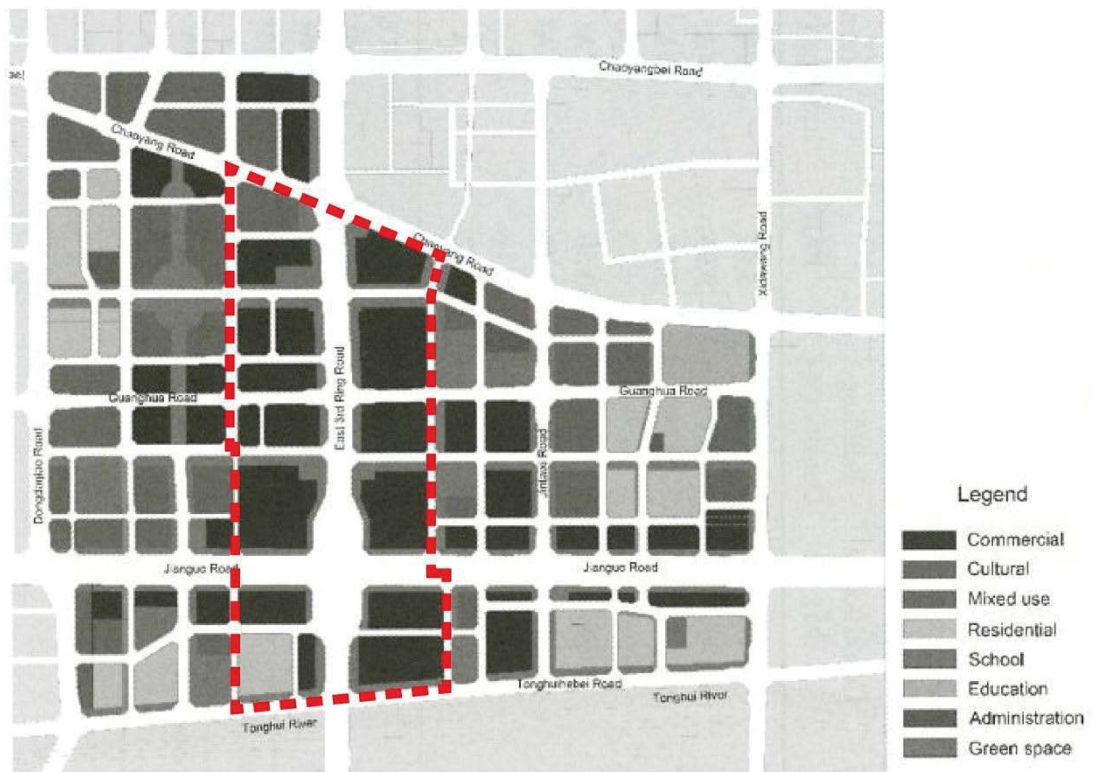 Chaoyangbei Road
Chaoyang Road
Chaoyang Road
Xidawang Road
East 3rd Ring Road
Guanghua Road
Guanghua Road
Dongdaqiao Road
Jintaixi Road
Jianguo Road
Jianguo Road
Tonghuihebei Road
Tonghui River
Tonghui River
Legend
Commercial
Cultural
Mixed use
Residential
School
Education
Administration
Green space